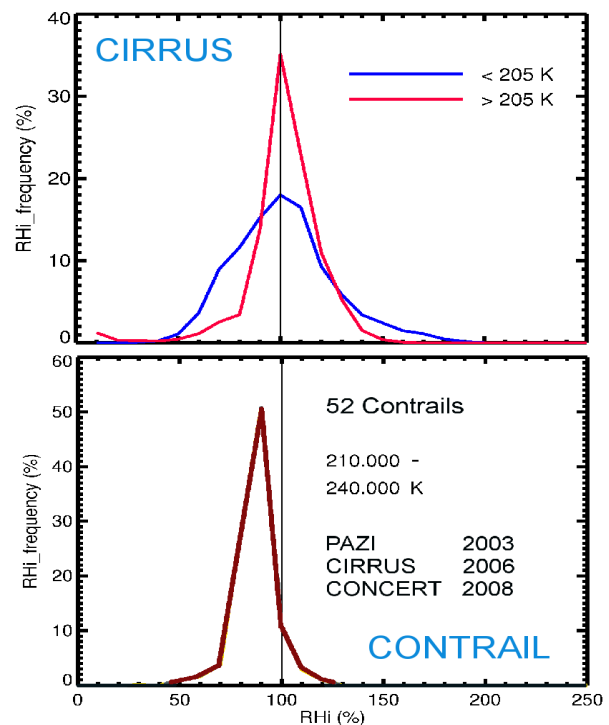 40
CIRRUS
< 205 K
> 205 K
30
20
10
0
RHi_frequency (%)
60
52 Contrails
50
210.000 -
240.000 K
40
30
PAZI 2003
CIRRUS 2006
CONCERT 2008
20
10
CONTRAIL
0
RHi_frequency (%)
0 50 100 150 200 250
RHi (%)